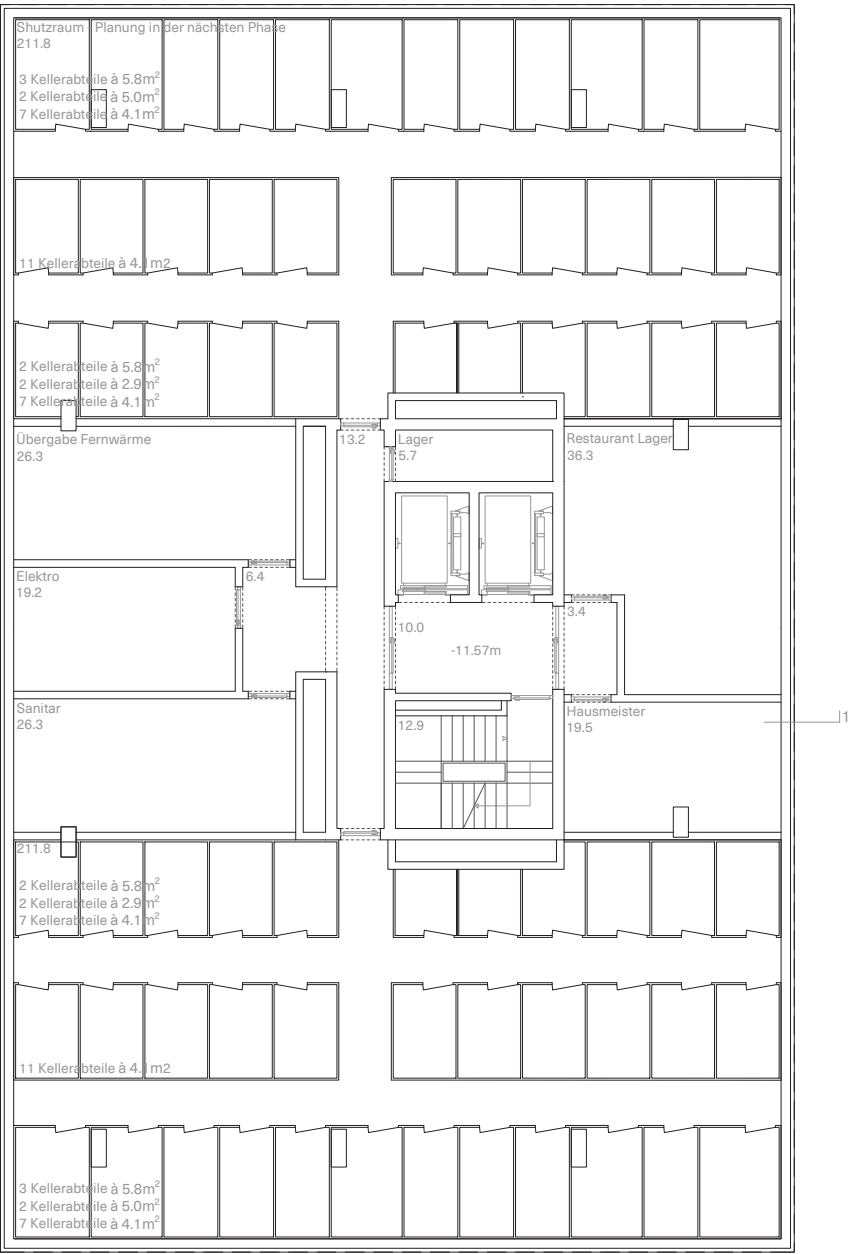 Shutzraum - Planung in der nächsten Phase
211.8
3 Kellerabteile à 5.8m²
2 Kellerabteile à 5.0m²
7 Kellerabteile à 4.1m²
11 Kellerabteile à 4.1m2
2 Kellerabteile à 5.8m²
2 Kellerabteile à 2.9m²
7 Kellerabteile à 4.1m²
Übergabe Fernwärme
26.3
13.2
Lager
5.7
Restaurant Lager
36.3
Elektro
19.2
6.4
10.0
-11.57m
3.4
Sanitar
26.3
12.9
Hausmeister
19.5
1
211.8
2 Kellerabteile à 5.8m²
2 Kellerabteile à 2.9m²
7 Kellerabteile à 4.1m²
11 Kellerabteile à 4.1m2
3 Kellerabteile à 5.8m²
2 Kellerabteile à 5.0m²
7 Kellerabteile à 4.1m²